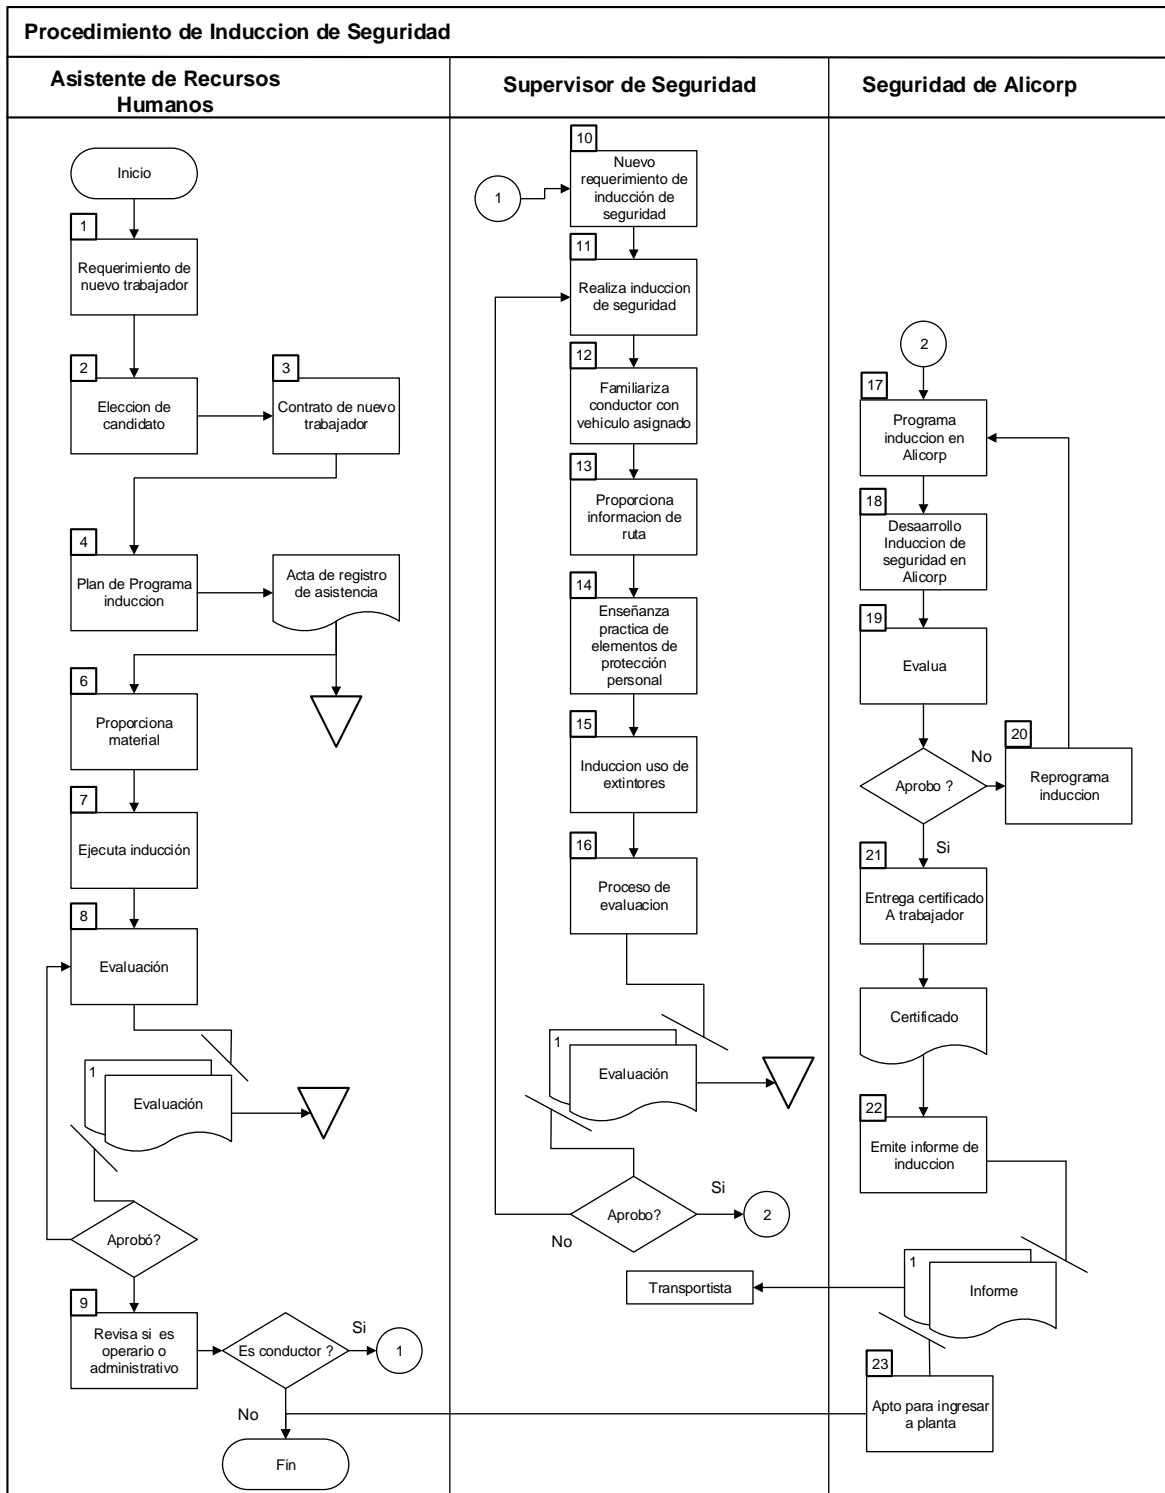 Procedimiento de Induccion de Seguridad
Asistente de Recursos
Humanos
Supervisor de Seguridad
Seguridad de Alicorp
Inicio
1
Requerimiento de
nuevo trabajador
2
Eleccion de
candidato
3
Contrato de nuevo
trabajador
4
Plan de Programa
induccion
Acta de registro
de asistencia
6
Proporciona
material
7
Ejecuta inducción
8
Evaluación
1
Evaluación
Aprobó?
9
Revisa si es
operario o
administrativo
Es conductor ?
Si
1
No
Fin
1
10
Nuevo
requerimiento de
inducción de
seguridad
11
Realiza induccion
de seguridad
12
Familiariza
conductor con
vehiculo asignado
13
Proporciona
informacion de
ruta
14
Enseñanza
practica de
elementos de
protección
personal
15
Induccion uso de
extintores
16
Proceso de
evaluacion
1
Evaluación
Aprobo?
Si
2
No
Transportista
2
17
Programa
induccion en
Alicorp
18
Desaarrollo
Induccion de
seguridad en
Alicorp
19
Evalua
Aprobo ?
No
20
Reprograma
induccion
Si
21
Entrega certificado
A trabajador
Certificado
22
Emite informe de
induccion
1
Informe
23
Apto para ingresar
a planta